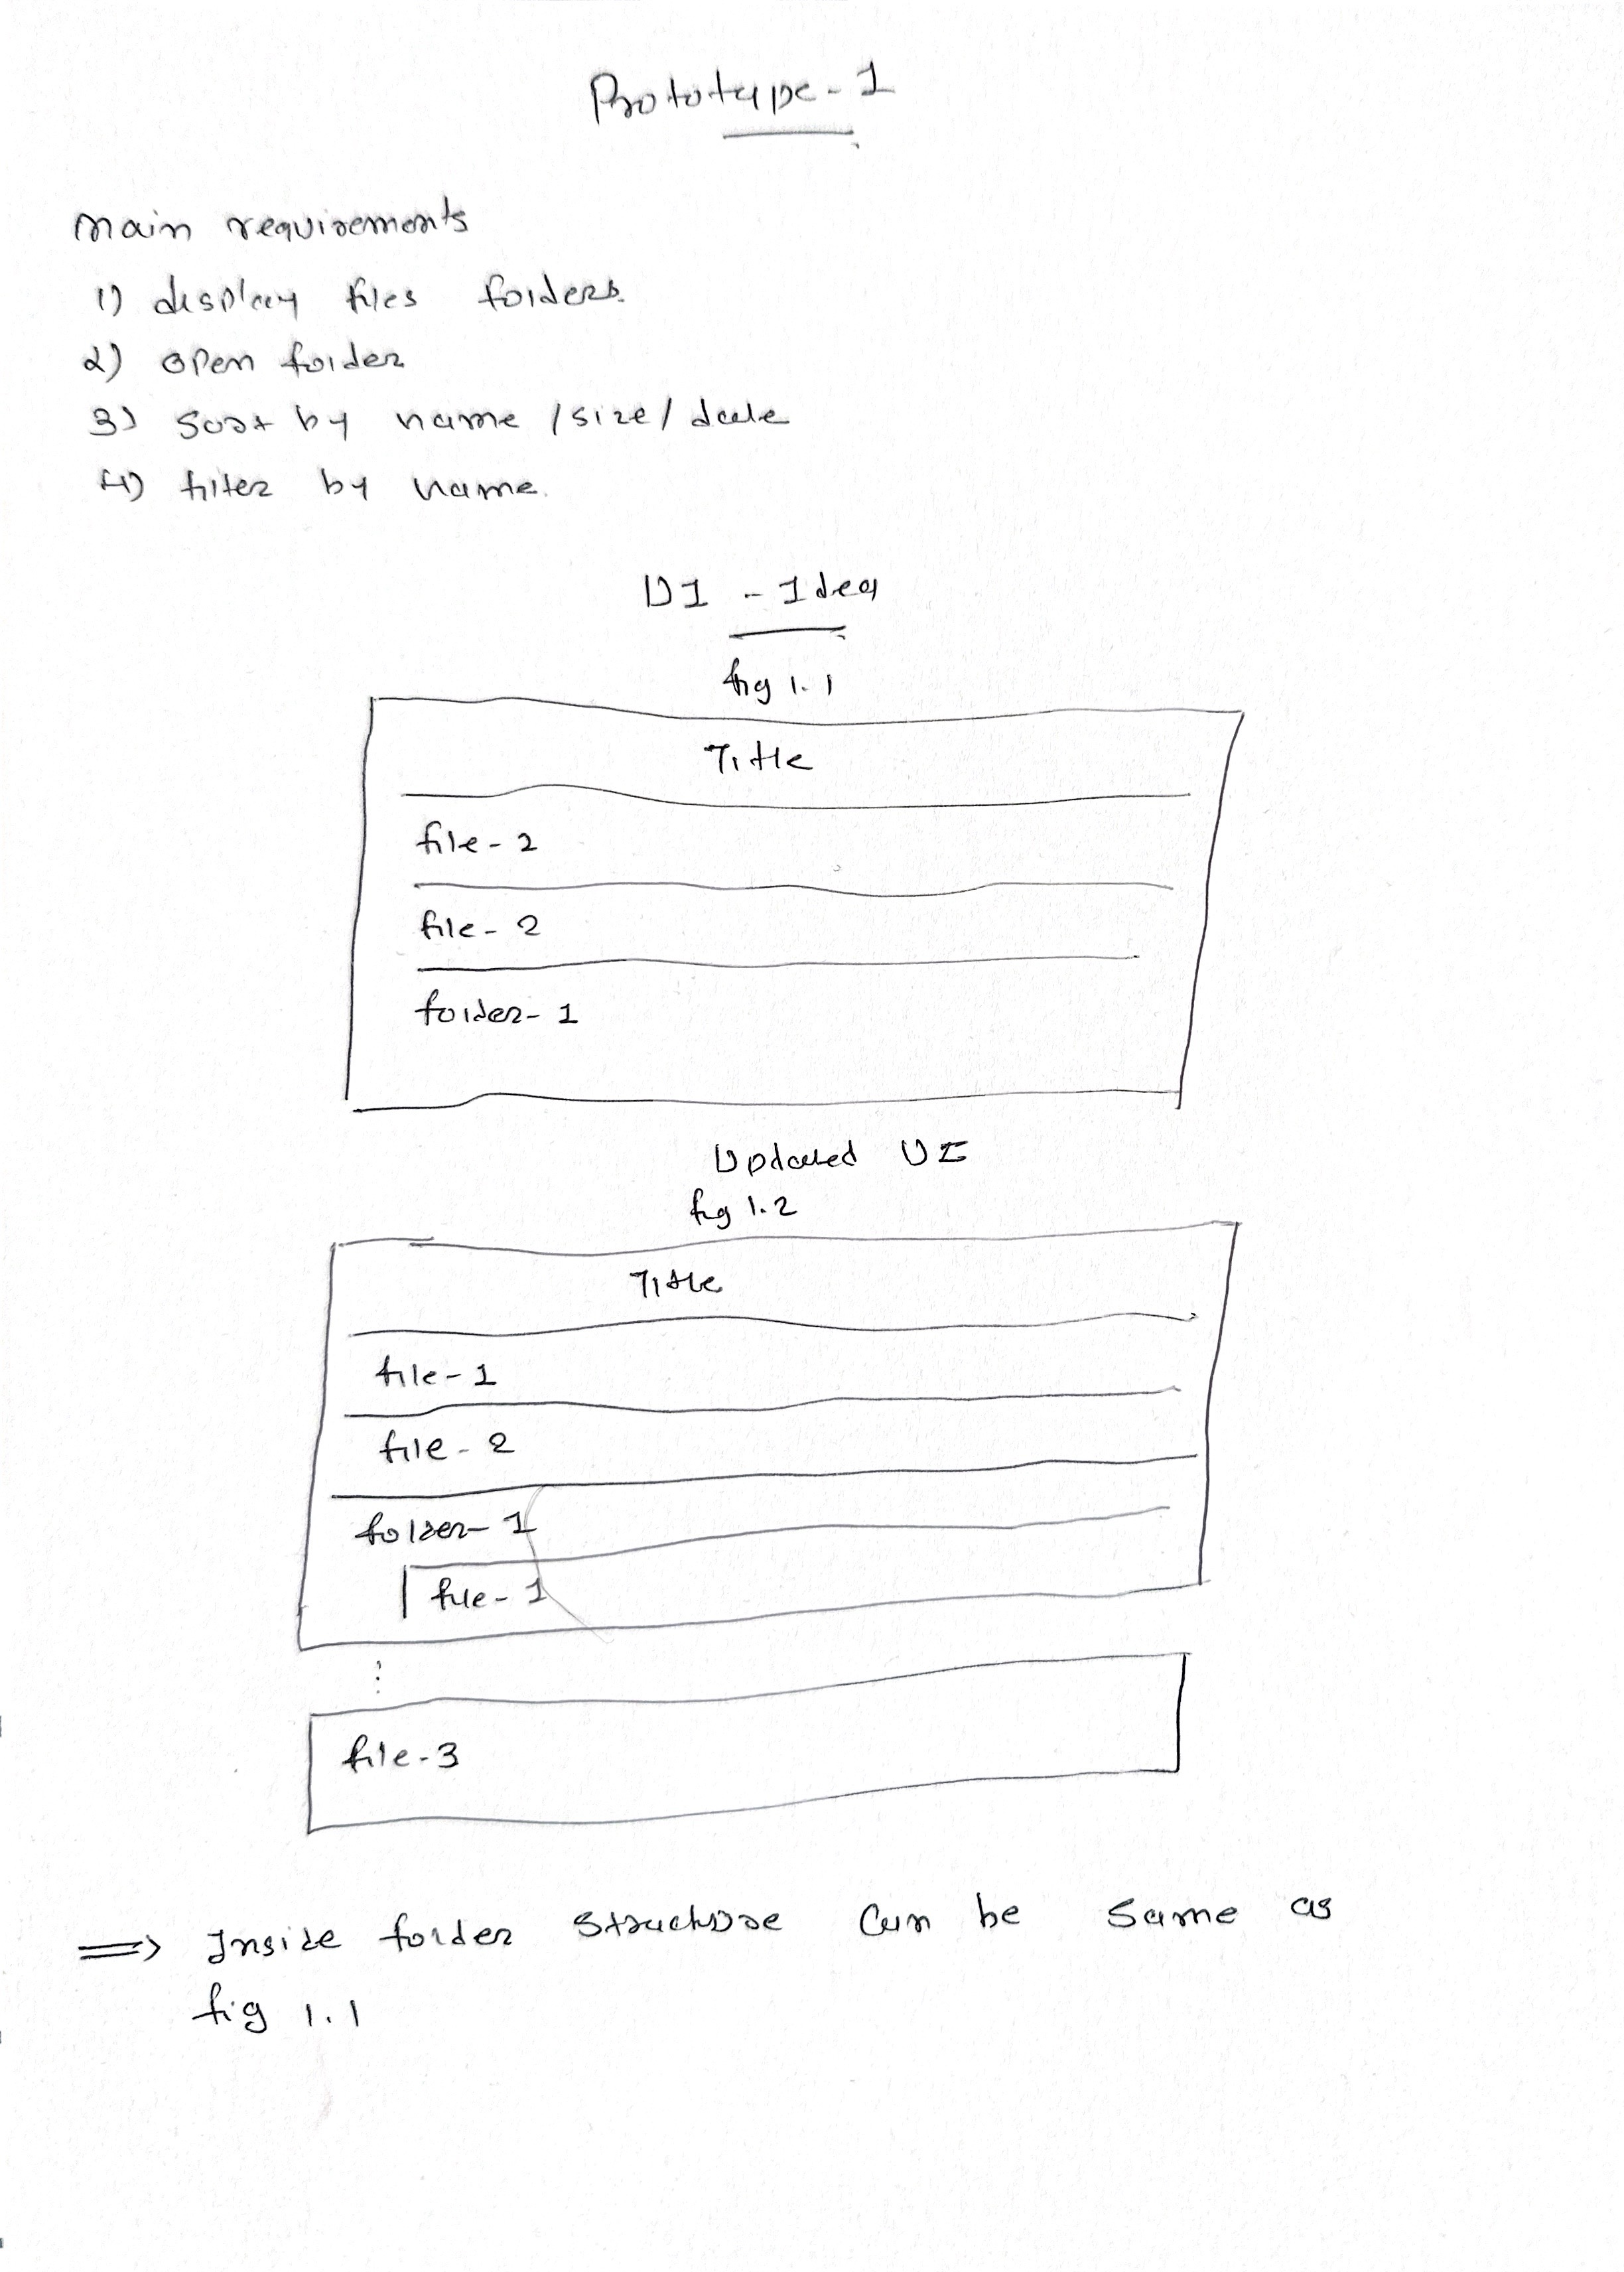 Prototype - 1
main requirements
1) display files folders.
2) open folder
3) sort by name / size / date
4) filter by name.
UI - Idea
fig 1.1
Title
file - 2
file - 2
folder - 1
Updated UI
fig 1.2
Title
file - 1
file - 2
folder - 1
file - 1
file - 3
=> Inside folder structure can be same as
fig 1.1